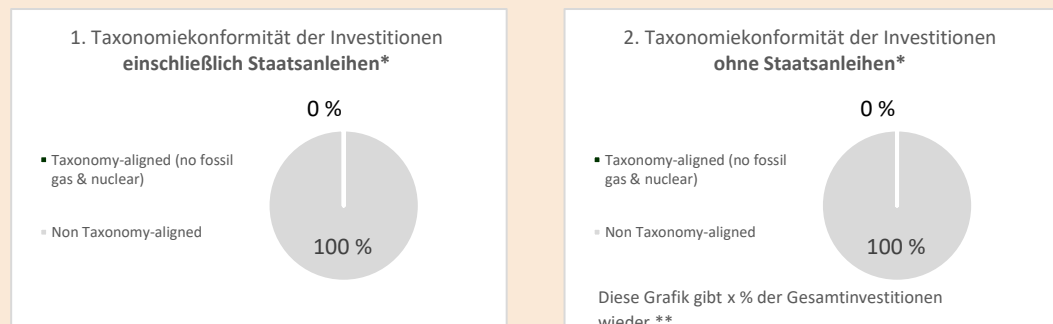 1. Taxonomiekonformität der Investitionen
einschließlich Staatsanleihen*
0 %
Taxonomy-aligned (no fossil
gas & nuclear)
Non Taxonomy-aligned
100 %
2. Taxonomiekonformität der Investitionen
ohne Staatsanleihen*
0 %
Taxonomy-aligned (no fossil
gas & nuclear)
Non Taxonomy-aligned
100 %
Diese Grafik gibt x % der Gesamtinvestitionen
wieder.**